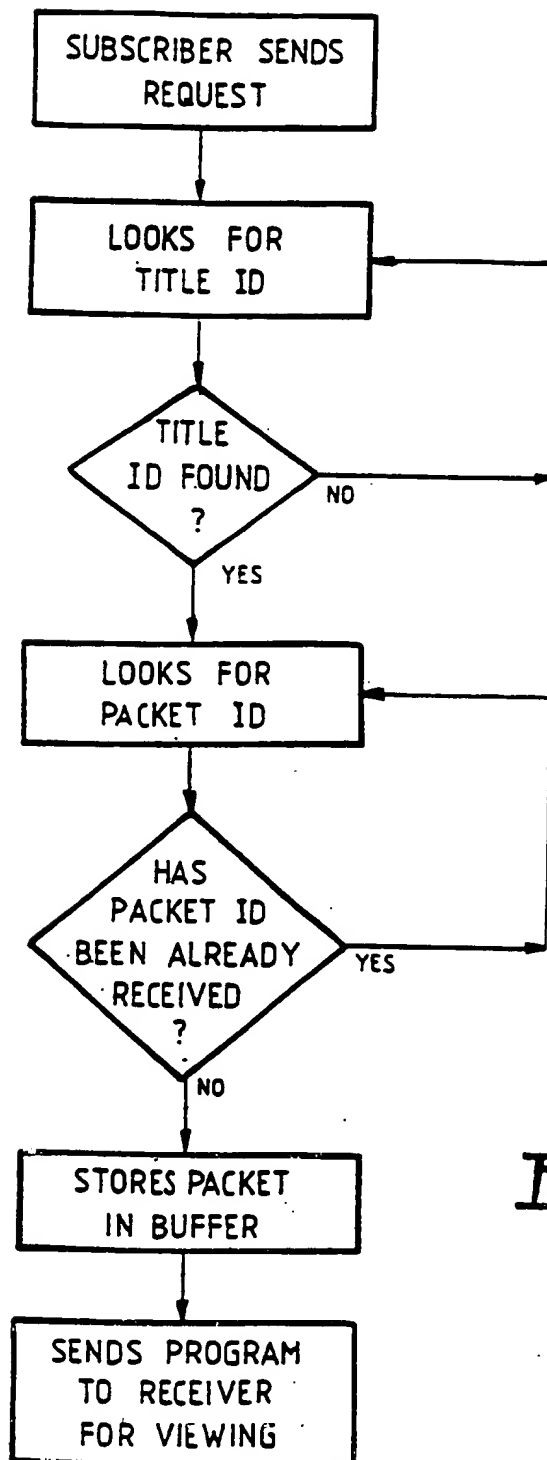 SUBSCRIBER SENDS
REQUEST
LOOKS FOR
TITLE ID
TITLE
ID FOUND
?
NO
YES
LOOKS FOR
PACKET ID
HAS
PACKET ID
BEEN ALREADY
RECEIVED
?
YES
NO
STORES PACKET
IN BUFFER
SENDS PROGRAM
TO RECEIVER
FOR VIEWING